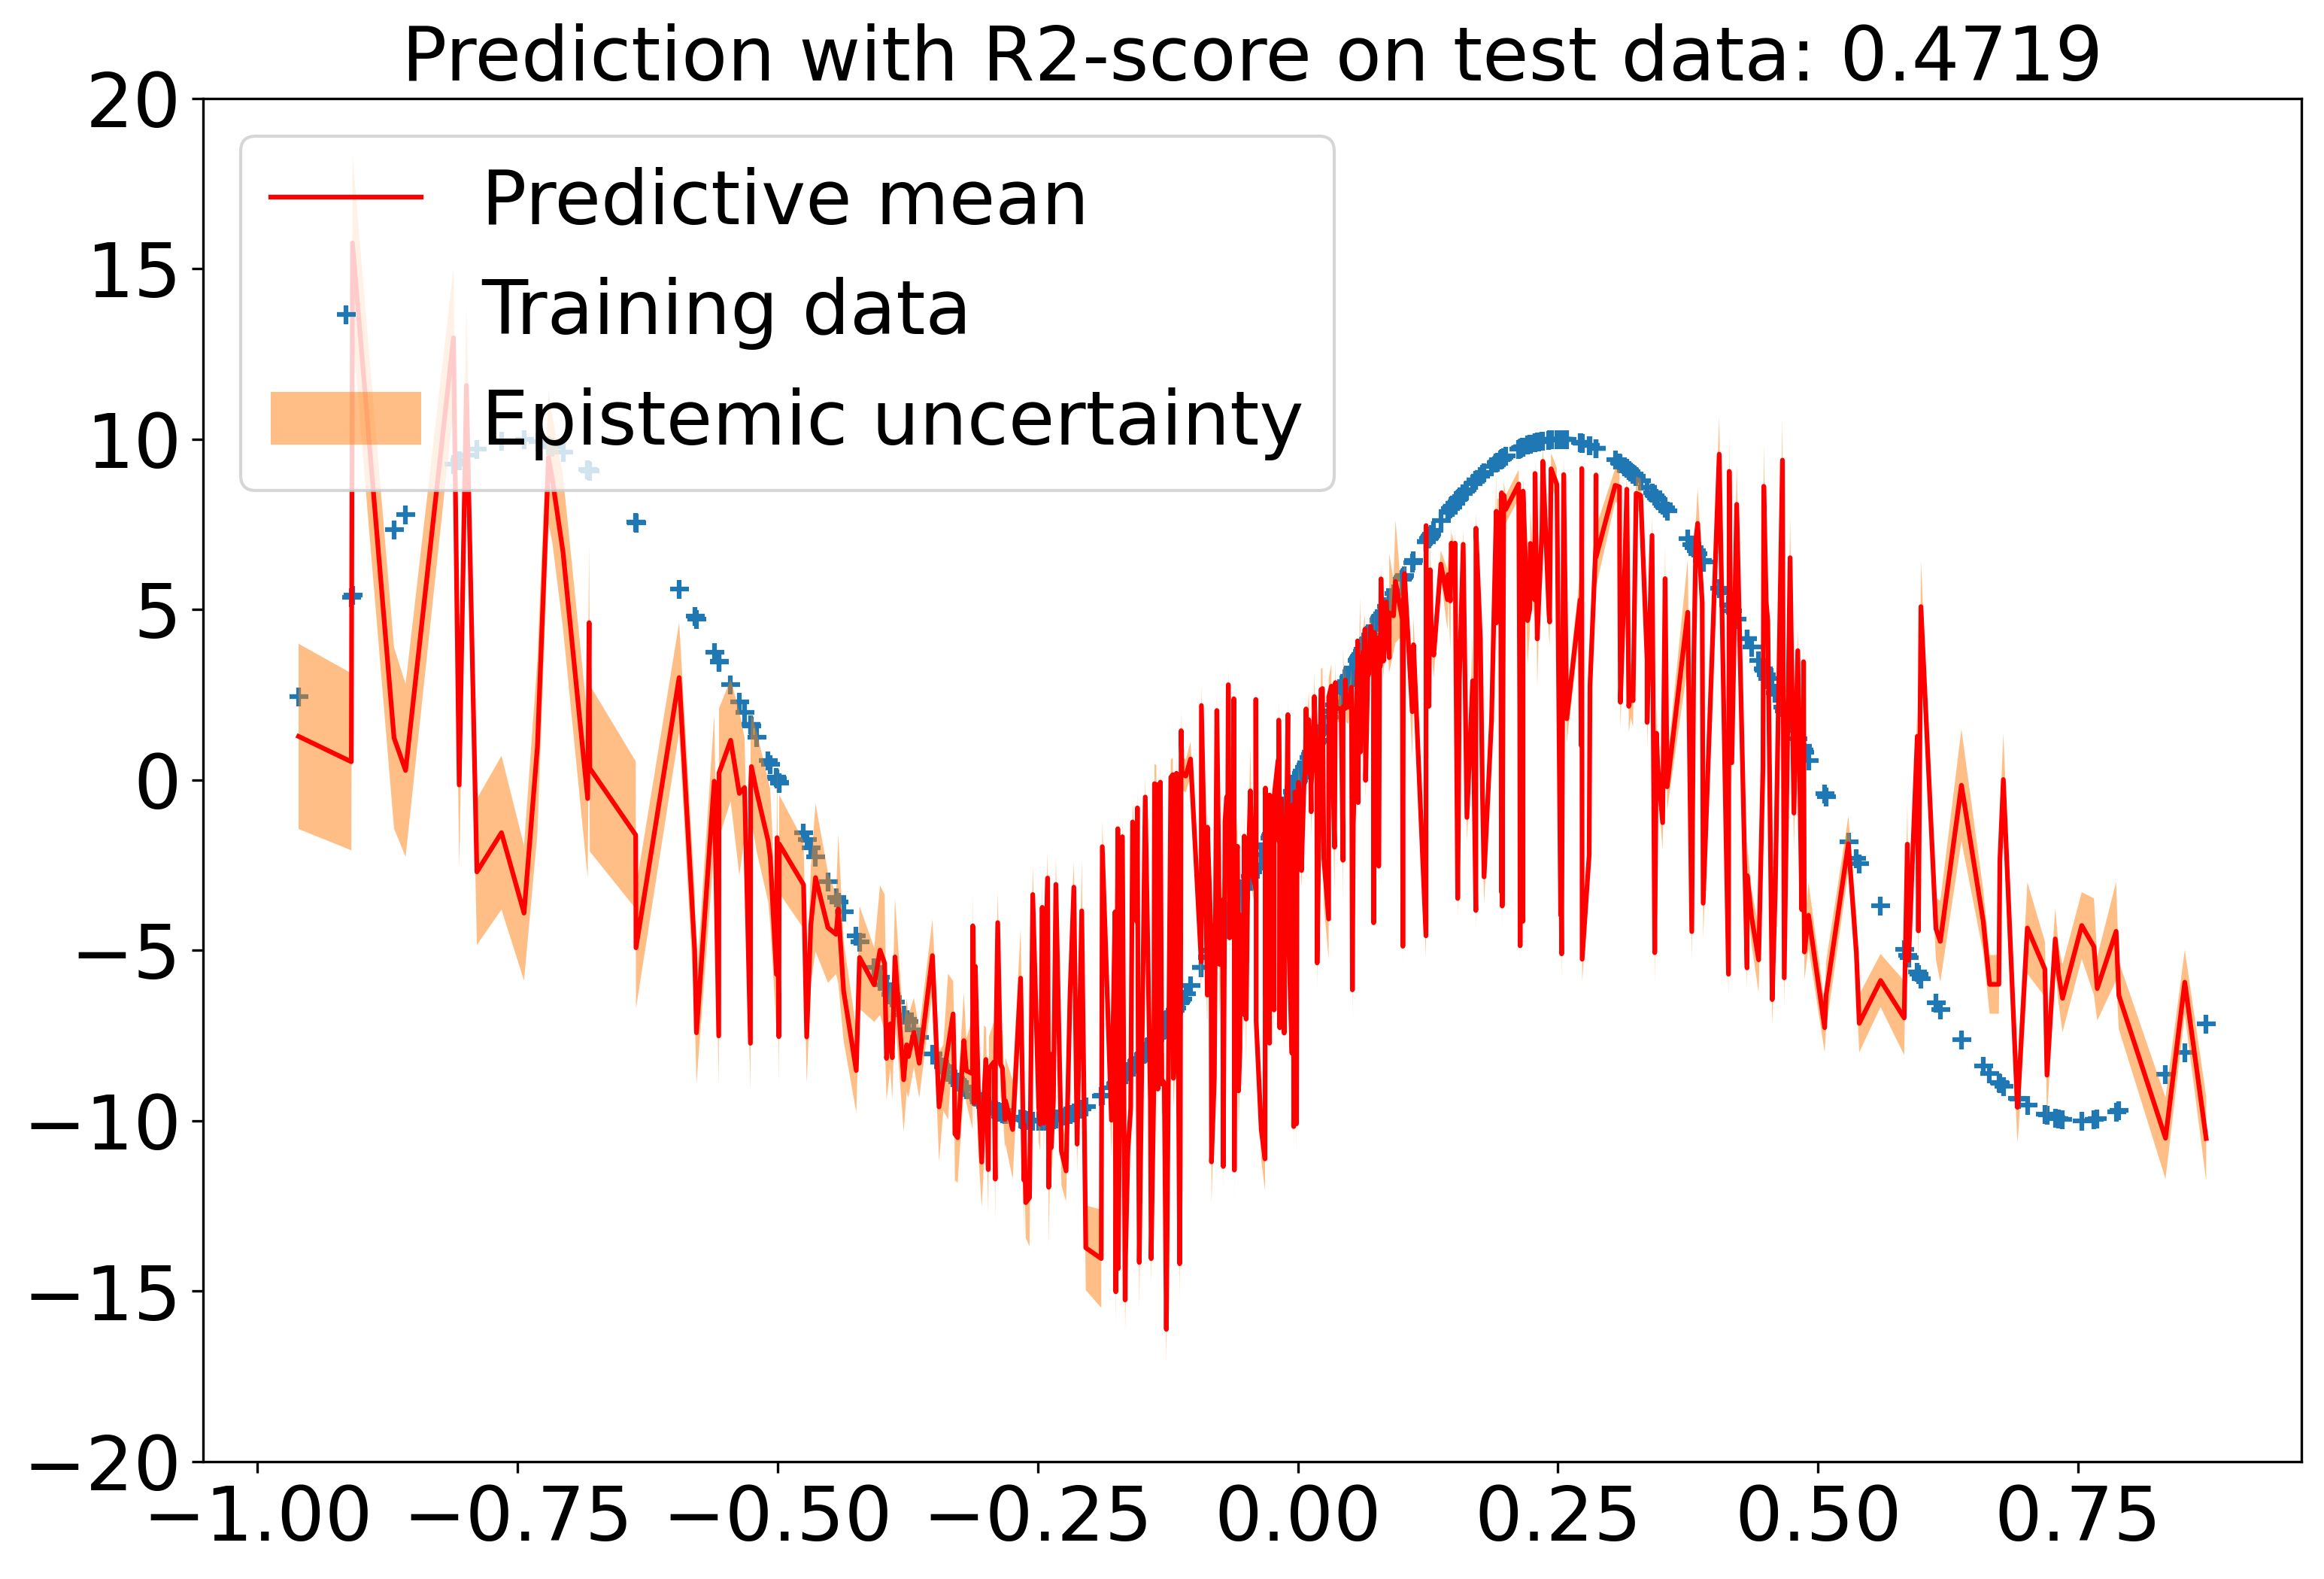 Prediction with R2-score on test data: 0.4719
20
15
10
5
0
−5
−10
−15
−20
Predictive mean
Training data
Epistemic uncertainty
−1.00 −0.75 −0.50 −0.25 0.00 0.25 0.50 0.75